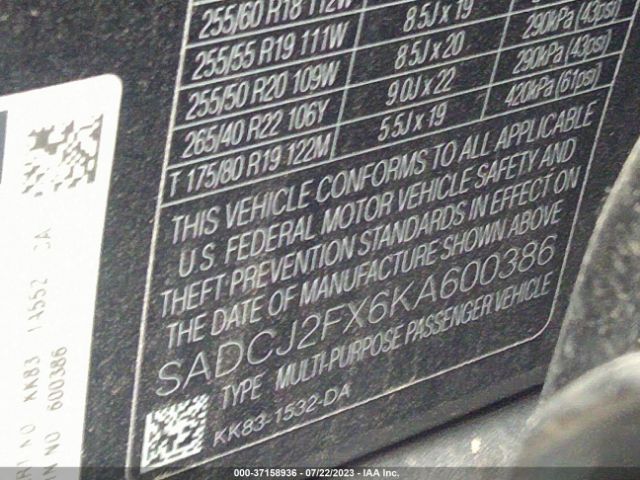 255/60 R18 112W 8.5J x 19 290kPa (43psi)
255/55 R19 111W 8.5J x 20 290kPa (43psi)
255/50 R20 109W 9.0J x 22 420kPa (61psi)
265/40 R22 106Y 5.5J x 19
T 175/80 R19 122M
THIS VEHICLE CONFORMS TO ALL APPLICABLE
U.S. FEDERAL MOTOR VEHICLE SAFETY AND
THEFT PREVENTION STANDARDS IN EFFECT ON
THE DATE OF MANUFACTURE SHOWN ABOVE
SADCJ2FX6KA600386
TYPE MULTI-PURPOSE PASSENGER VEHICLE
KK83-1532-DA
NO KK83 14552 DA
NO 600386
000-37158936 07/22/2023 IAA Inc.